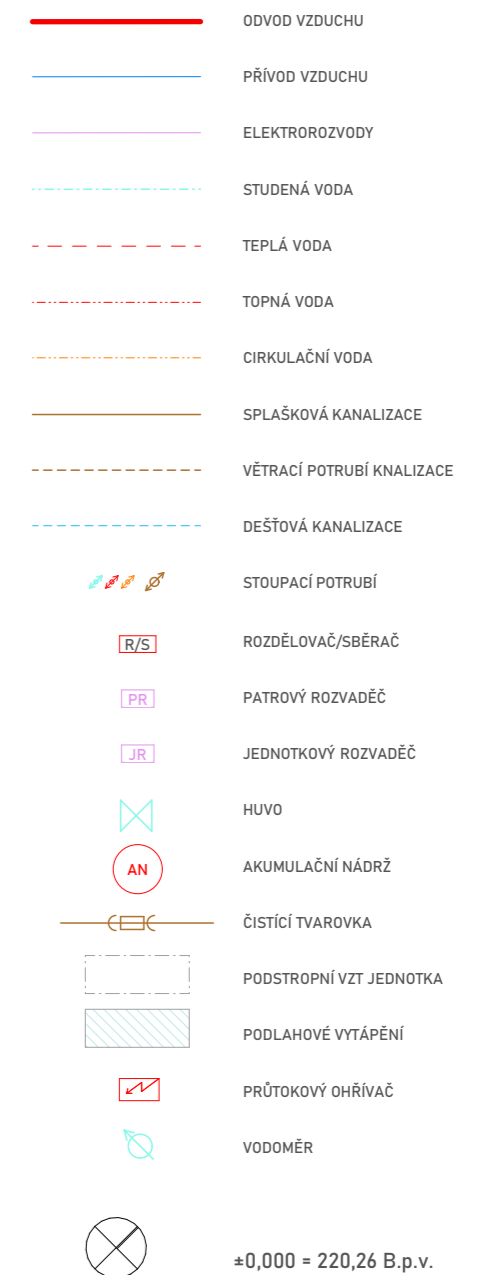 ODVOD VZDUCHU
PŘÍVOD VZDUCHU
ELEKTROROZVODY
STUDENÁ VODA
TEPLÁ VODA
TOPNÁ VODA
CIRKULAČNÍ VODA
SPLAŠKOVÁ KANALIZACE
VĚTRACÍ POTRUBÍ KNALIZACE
DEŠŤOVÁ KANALIZACE
STOUPACÍ POTRUBÍ
R/S ROZDĚLOVAČ/SBĚRAČ
PR PATROVÝ ROZVADĚČ
JR JEDNOTKOVÝ ROZVADĚČ
HUVO
AN AKUMULAČNÍ NÁDRŽ
ČISTÍCÍ TVAROVKA
PODSTROPNÍ VZT JEDNOTKA
PODLAHOVÉ VYTÁPĚNÍ
PRŮTOKOVÝ OHŘÍVAČ
VODOMĚR
±0,000 = 220,26 B.p.v.